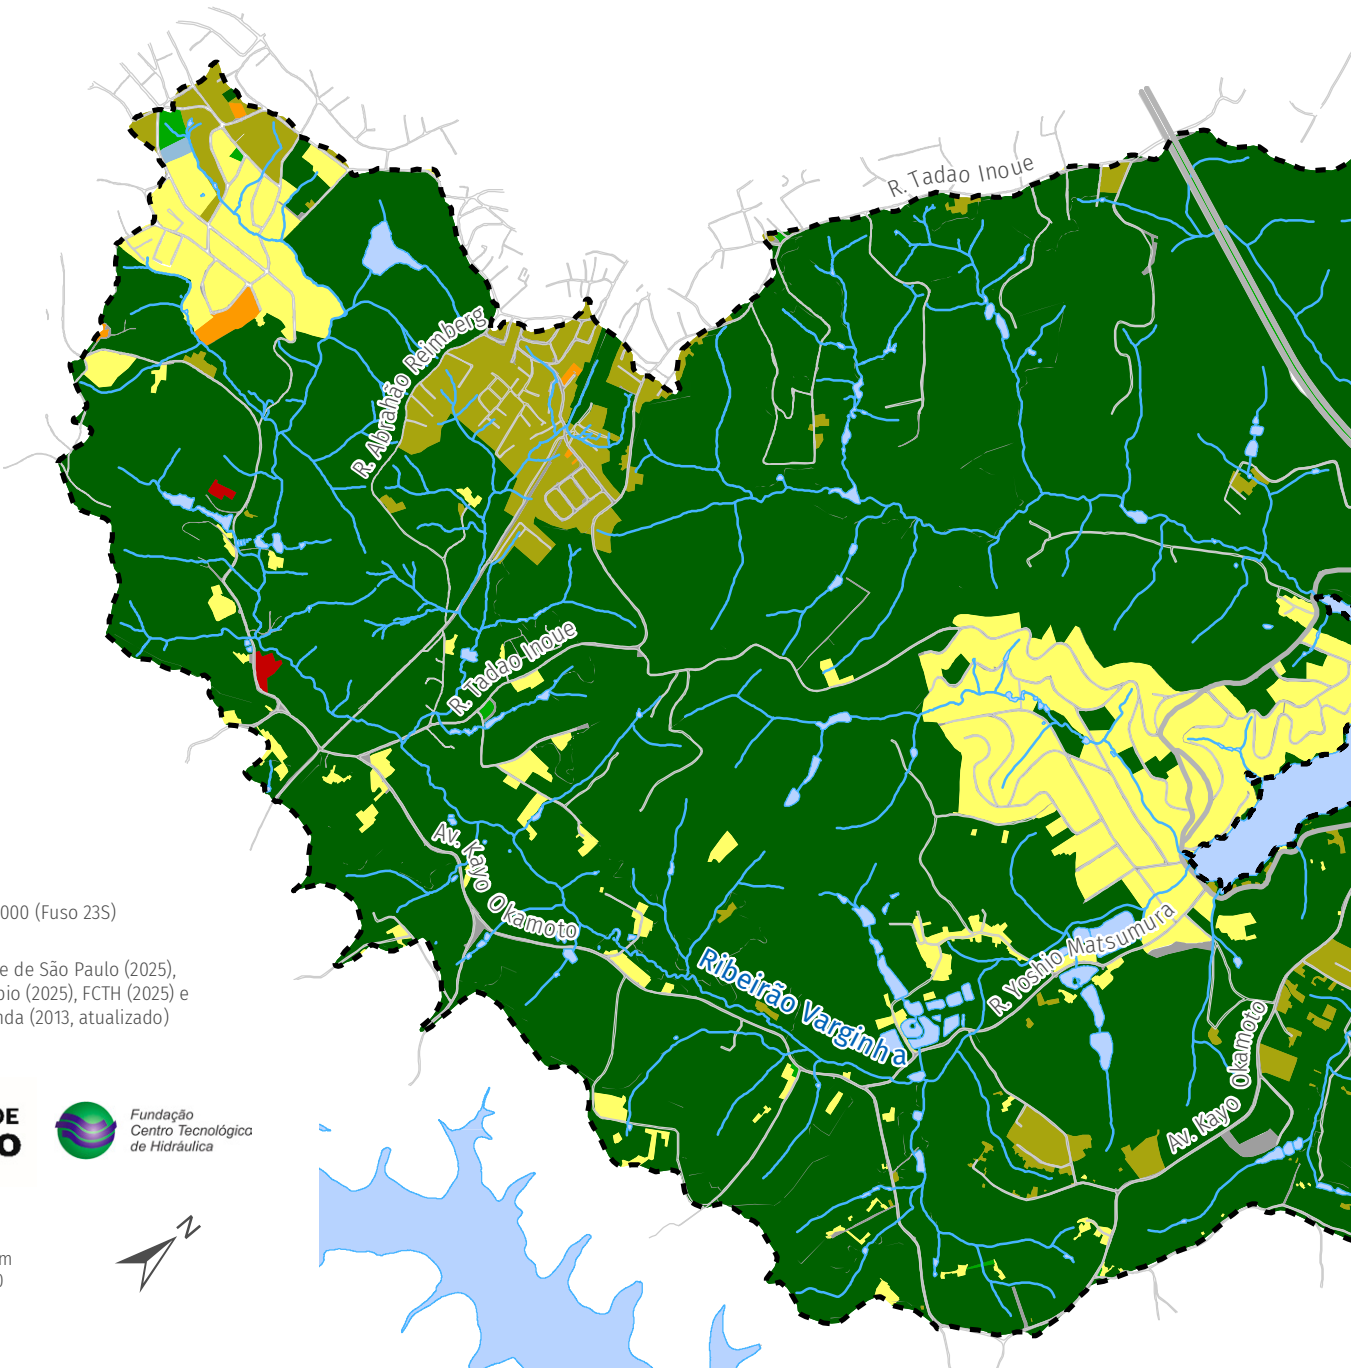 R. Tadao Inoue
R. Abrahão Reimberg
R. Tadao Inoue
Av. Kayo Okamoto
Ribeirão Varginha
R. Yoshio Matsumura
Av. Kayo Okamoto
000 (Fuso 23S)
e de São Paulo (2025),
pio (2025), FCTH (2025) e
nda (2013, atualizado)
DE
O
Fundação
Centro Tecnológico
de Hidráulica
N
m
0